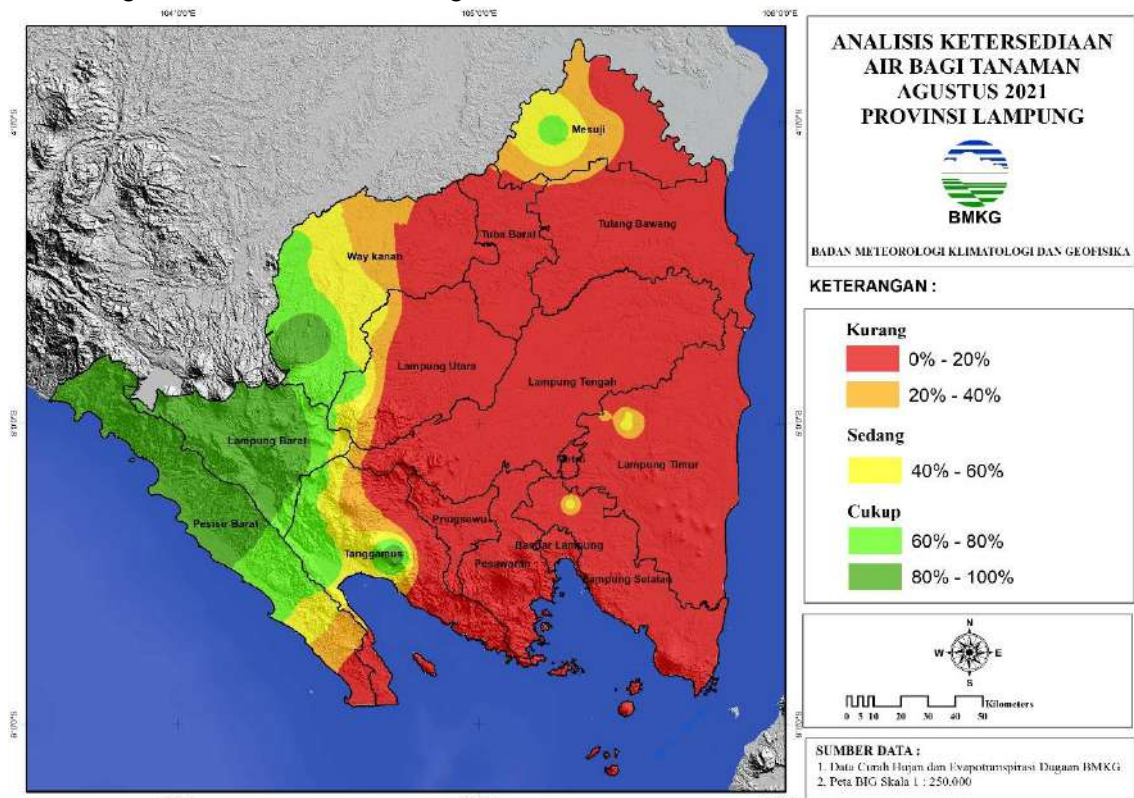 104°0'0"E
105°0'0"E
106°0'0"E
ANALISIS KETERSEDIAAN
AIR BAGI TANAMAN
AGUSTUS 2021
PROVINSI LAMPUNG
BMKG
BADAN METEOROLOGI KLIMATOLOGI DAN GEOFISIKA
KETERANGAN :
Kurang
0% - 20%
20% - 40%
Sedang
40% - 60%
Cukup
60% - 80%
80% - 100%
N
W E
S
Kilometers
0 5 10 20 30 40 50
SUMBER DATA :
1. Data Curah Hujan dan Evapotranspirasi Dugaan BMKG
2. Peta BIG Skala 1 : 250.000
Mesuji
Tulang Bawang
Tuba Barat
Way kanan
Lampung Utara
Lampung Tengah
Lampung Barat
Lampung Timur
Pesisir Barat
Tanggamus
Pringsewu
Bandar Lampung
Pesawaran
Lampung Selatan